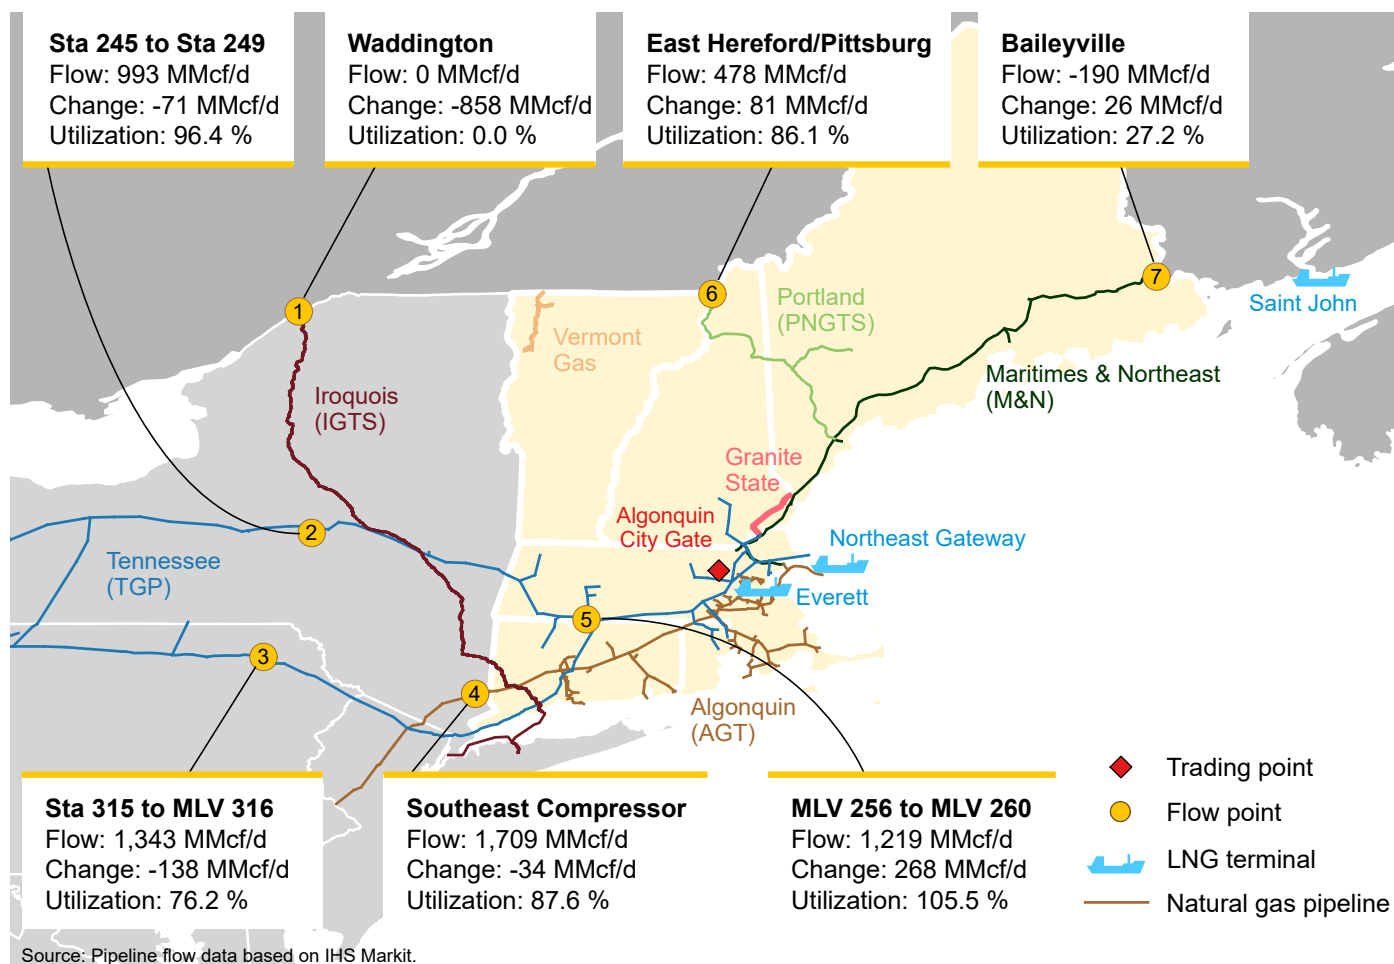 Sta 245 to Sta 249
Flow: 993 MMcf/d
Change: -71 MMcf/d
Utilization: 96.4 %
Waddington
Flow: 0 MMcf/d
Change: -858 MMcf/d
Utilization: 0.0 %
East Hereford/Pittsburg
Flow: 478 MMcf/d
Change: 81 MMcf/d
Utilization: 86.1 %
Baileyville
Flow: -190 MMcf/d
Change: 26 MMcf/d
Utilization: 27.2 %
7
6
1
Saint John
Portland
(PNGTS)
Vermont
Gas
Maritimes & Northeast
(M&N)
Iroquois
(IGTS)
Granite
State
Algonquin
City Gate
2
Northeast Gateway
Tennessee
(TGP)
Everett
5
3
4
Algonquin
(AGT)
Sta 315 to MLV 316
Flow: 1,343 MMcf/d
Change: -138 MMcf/d
Utilization: 76.2 %
Southeast Compressor
Flow: 1,709 MMcf/d
Change: -34 MMcf/d
Utilization: 87.6 %
MLV 256 to MLV 260
Flow: 1,219 MMcf/d
Change: 268 MMcf/d
Utilization: 105.5 %
Trading point
Flow point
LNG terminal
Natural gas pipeline
Source: Pipeline flow data based on IHS Markit.